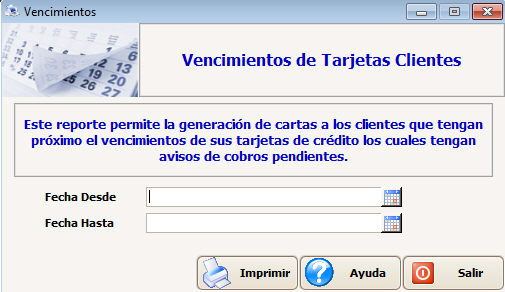 Vencimientos
Vencimientos de Tarjetas Clientes
Este reporte permite la generación de cartas a los clientes que tengan
próximo el vencimientos de sus tarjetas de crédito los cuales tengan
avisos de cobros pendientes.
Fecha Desde
Fecha Hasta
Imprimir
Ayuda
Salir